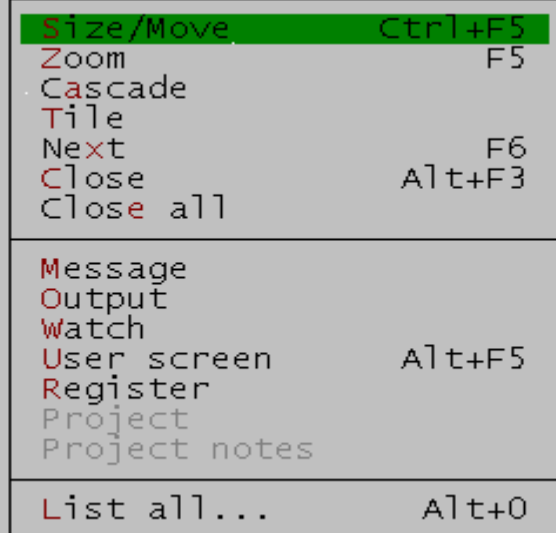 Size/Move Ctrl+F5
Zoom F5
Cascade
Tile
Next F6
Close Alt+F3
Close all
Message
Output
Watch
User screen Alt+F5
Register
Project
Project notes
List all... Alt+0